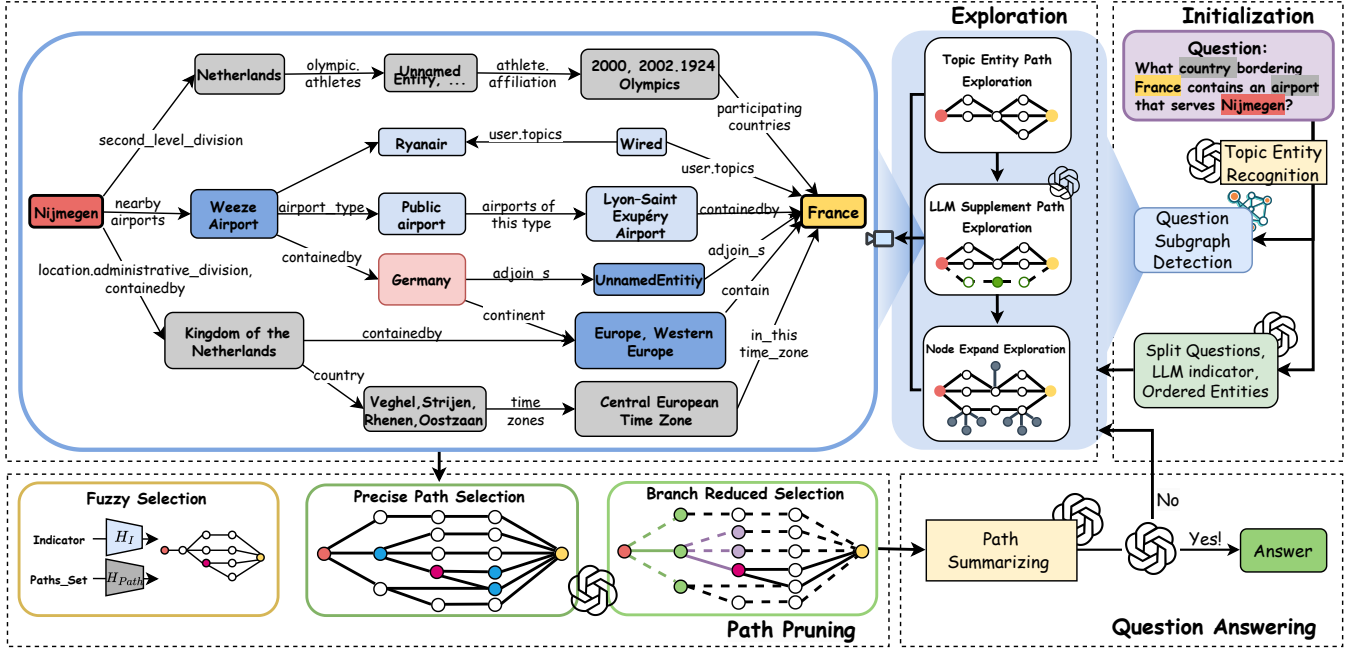 Exploration
Initialization
Netherlands
olympic.
athletes
Unnamed
Entity, ...
athlete.
affiliation
2000, 2002.1924
Olympics
participating
countries
second_level_division
Ryanair
user.topics
Wired
user.topics
Nijmegen
nearby
airports
Weeze
Airport
airport_type
Public
airport
airports of
this type
Lyon-Saint
Exupéry
Airport
containedby
France
containedby
location.administrative_division,
containedby
Germany
adjoin_s
UnnamedEntitiy
adjoin_s
contain
continent
Kingdom of the
Netherlands
containedby
Europe, Western
Europe
in_this
time_zone
country
Veghel,Strijen,
Rhenen,Oostzaan
time
zones
Central European
Time Zone
Topic Entity Path
Exploration
LLM Supplement Path
Exploration
Node Expand Exploration
Question:
What country bordering
France contains an airport
that serves Nijmegen?
Topic Entity
Recognition
Question
Subgraph
Detection
Split Questions,
LLM indicator,
Ordered Entities
Fuzzy Selection
Indicator
H_I
Paths_Set
H_Path
Precise Path Selection
Branch Reduced Selection
Path Pruning
Path
Summarizing
No
Yes!
Answer
Question Answering